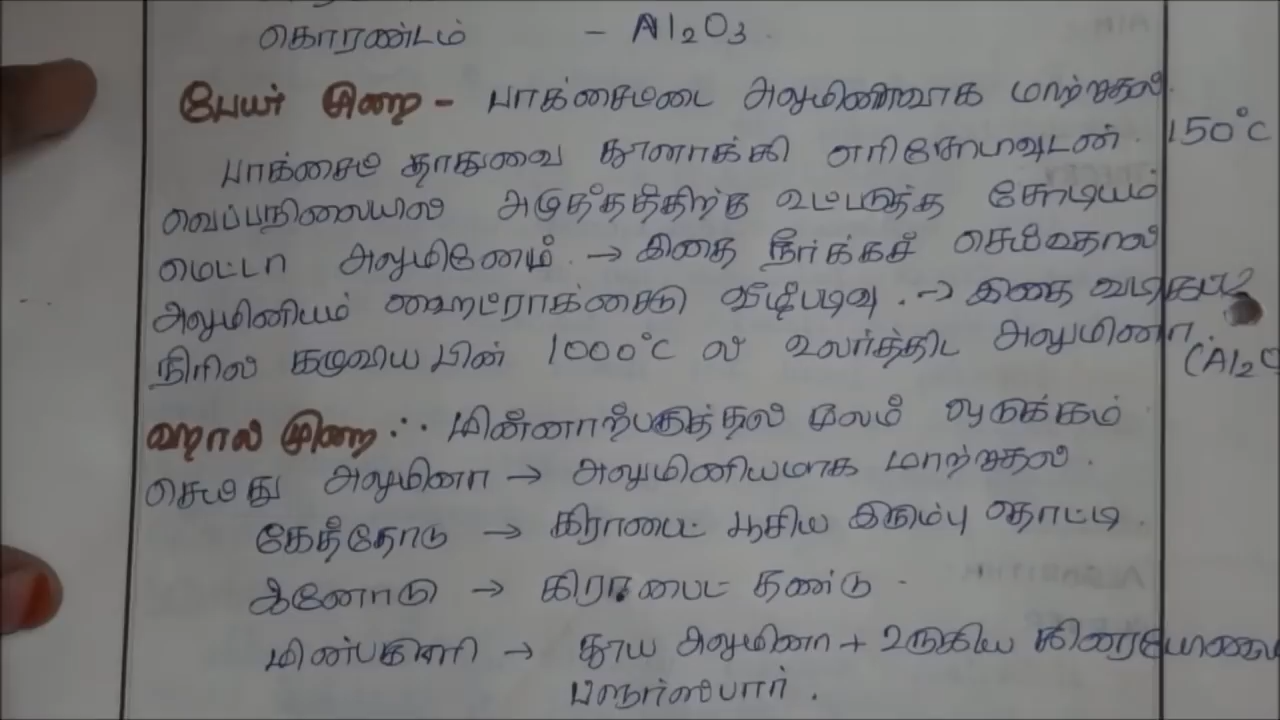 கொரண்டம் - Al2O3.
பேயர் முறை - பாக்சைடை அலுமினாவாக மாற்றுதல்.
பாக்சைட் தாதுவை தூளாக்கி எரிசோடாவுடன் 150°C
வெப்பநிலையில் அழுத்தத்திற்கு உட்படுத்த சோடியம்
மெட்டா அலுமினேட். → இதை நீர்க்கச் செய்வதால்
அலுமினியம் ஹைட்ராக்சைடு வீழ்படிவு. → இதை வடிகட்டி
நீரில் கழுவிய பின் 1000°C ல் உலர்த்திட அலுமினா.
(Al2O
ஹால் முறை :- மின்னாற்பகுத்தல் மூலம் ஒடுக்கம்
செய்து அலுமினா → அலுமினியமாக மாற்றுதல்.
கேத்தோடு → கிராபைட் பூசிய இரும்பு தொட்டி.
ஆனோடு → கிராபைட் தண்டு.
மின்பகுளி → தூய அலுமினா + உருகிய கிரையோலை
புளூர்ஸ்பார்.